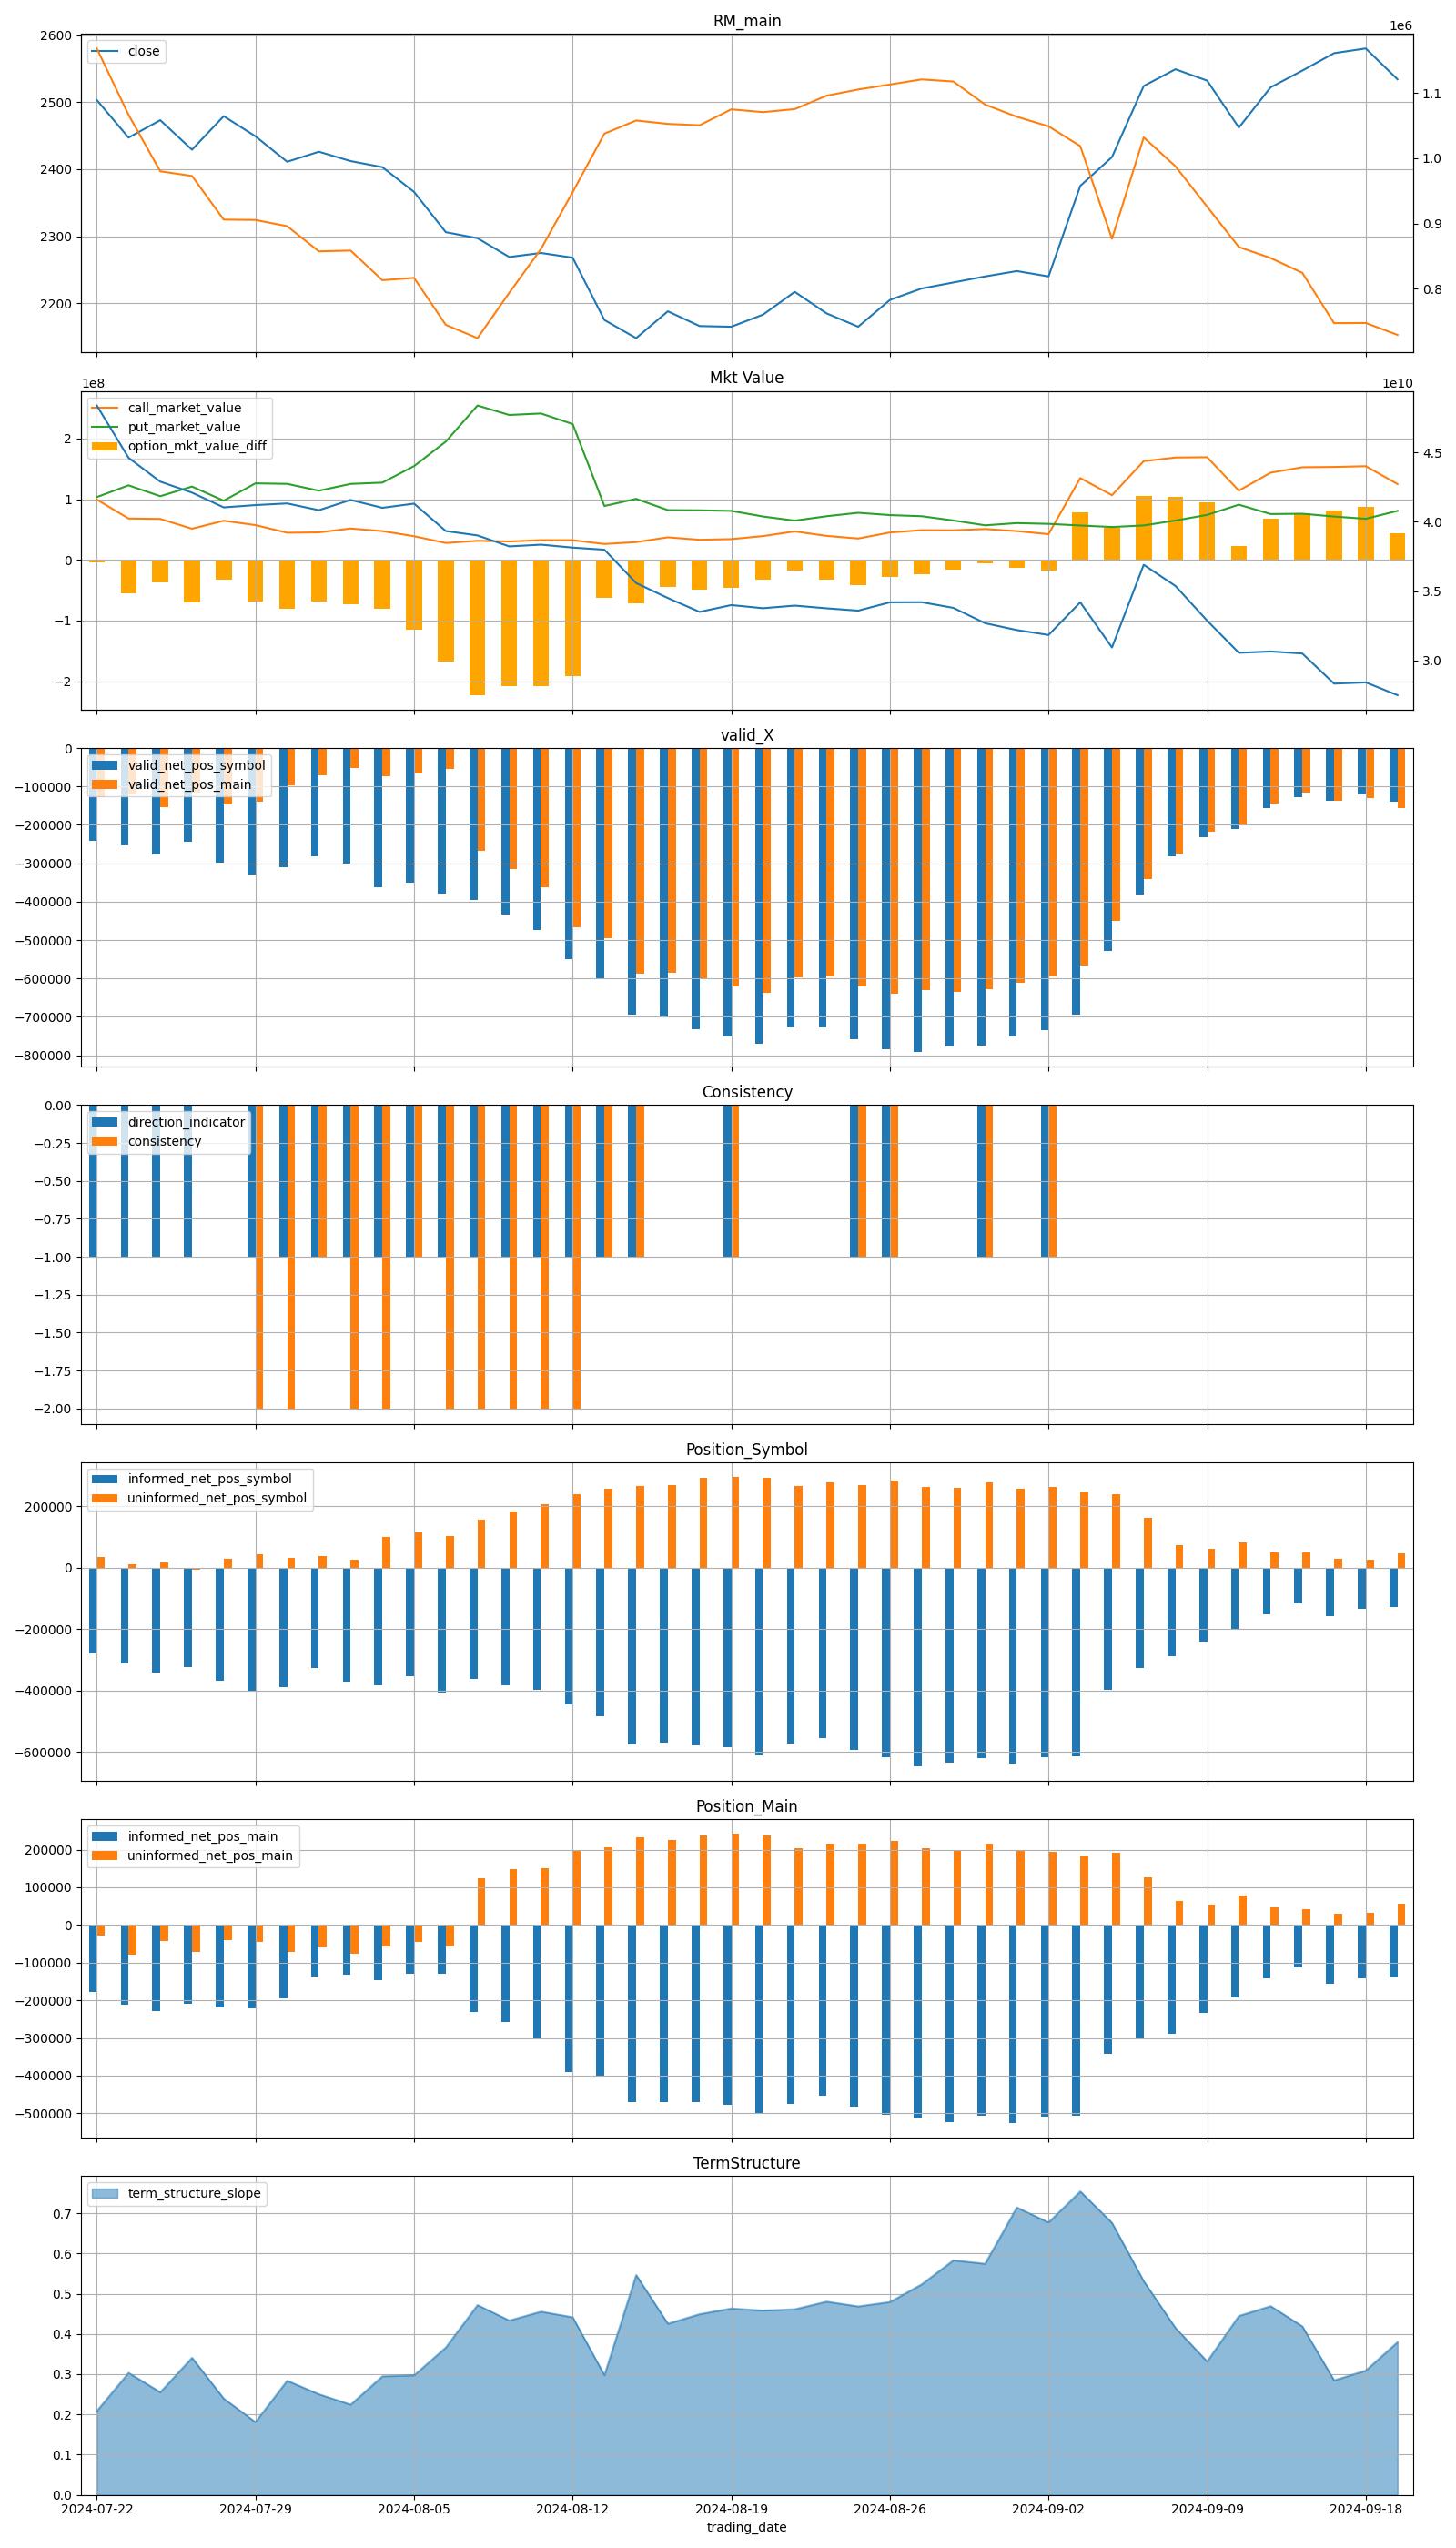 RM_main
1e6
close
2600
2500
2400
2300
2200
1.1
1.0
0.9
0.8
Mkt Value
1e8
1e10
call_market_value
put_market_value
option_mkt_value_diff
2
1
0
−1
−2
4.5
4.0
3.5
3.0
valid_X
valid_net_pos_symbol
valid_net_pos_main
0
−100000
−200000
−300000
−400000
−500000
−600000
−700000
−800000
Consistency
direction_indicator
consistency
0.00
−0.25
−0.50
−0.75
−1.00
−1.25
−1.50
−1.75
−2.00
Position_Symbol
informed_net_pos_symbol
uninformed_net_pos_symbol
200000
0
−200000
−400000
−600000
Position_Main
informed_net_pos_main
uninformed_net_pos_main
200000
100000
0
−100000
−200000
−300000
−400000
−500000
TermStructure
term_structure_slope
0.7
0.6
0.5
0.4
0.3
0.2
0.1
0.0
2024-07-22 2024-07-29 2024-08-05 2024-08-12 2024-08-19 2024-08-26 2024-09-02 2024-09-09 2024-09-18
trading_date